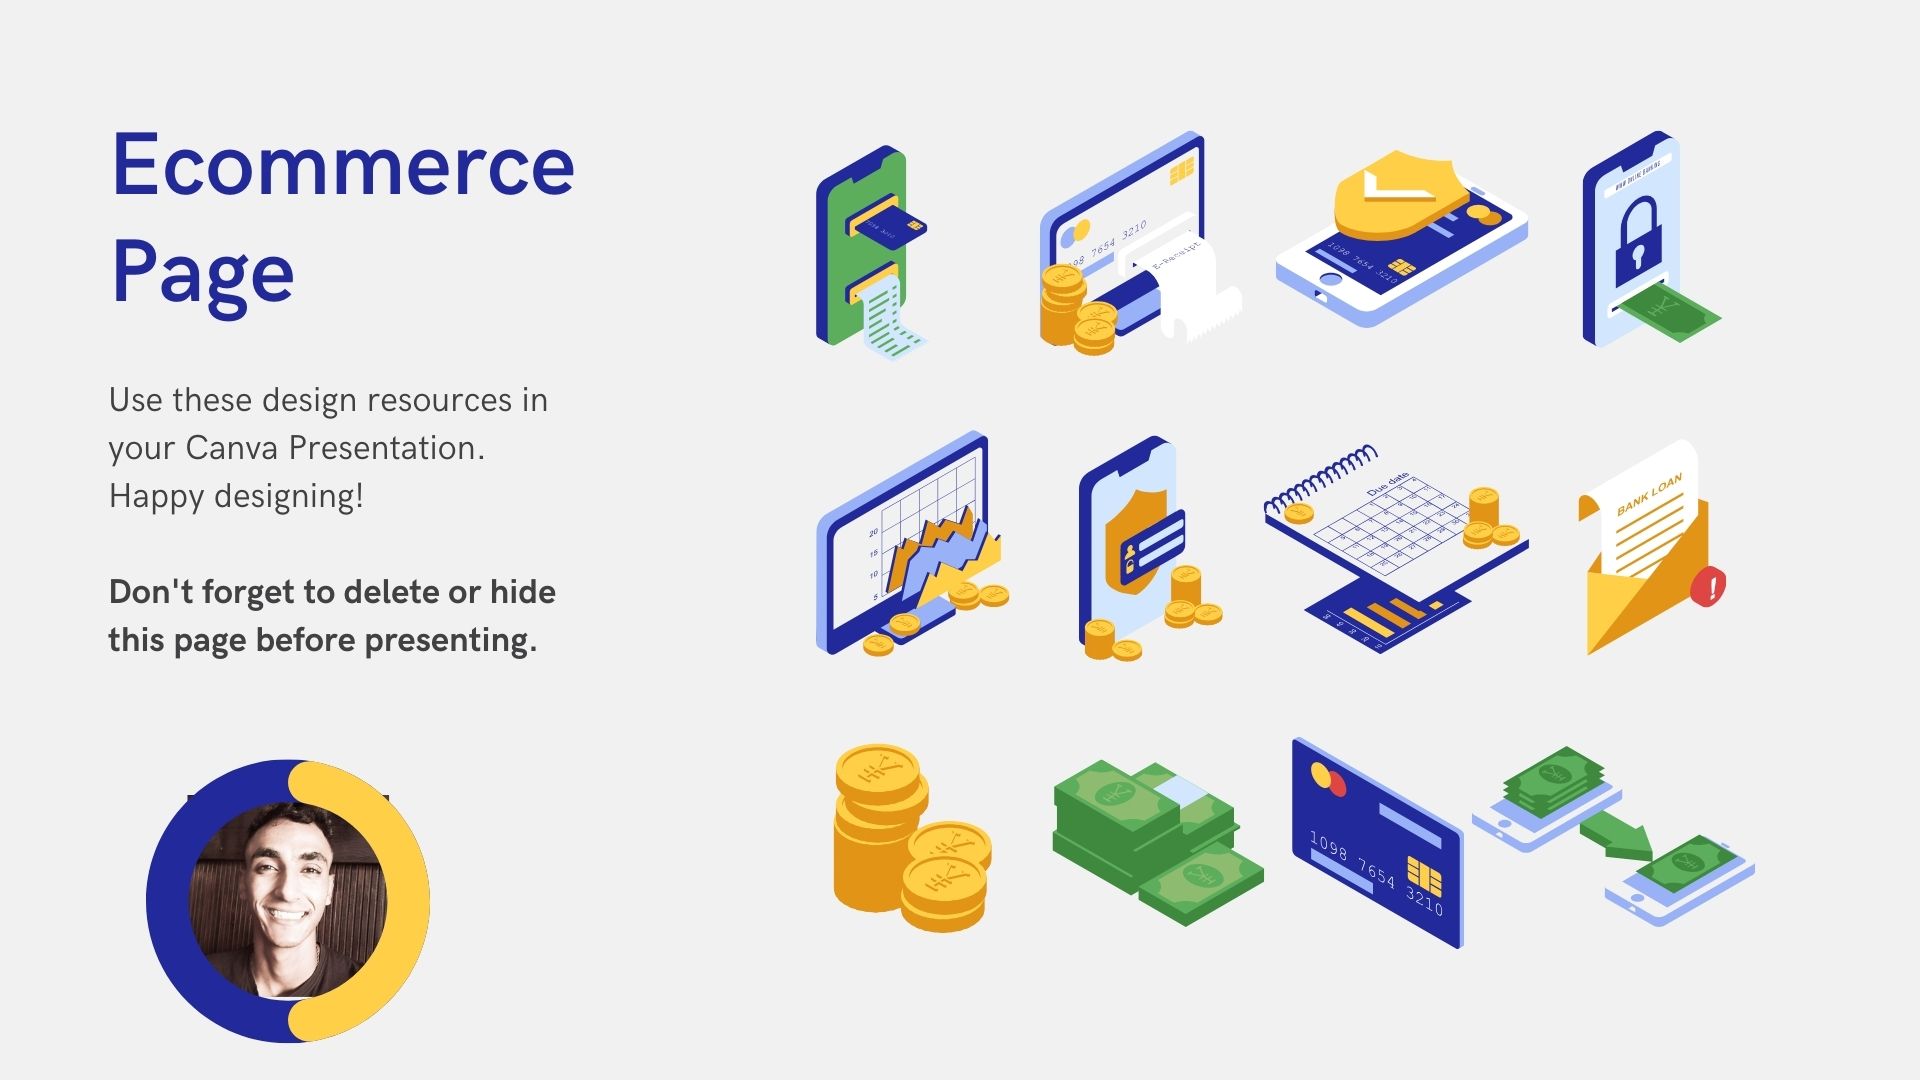 Ecommerce
Page
Use these design resources in
your Canva Presentation.
Happy designing!
Don't forget to delete or hide
this page before presenting.
7654 3210
E-Receipt
1098 7654 3210
20
15
10
5
Due date
BANK LOAN
!
1098 7654 3210